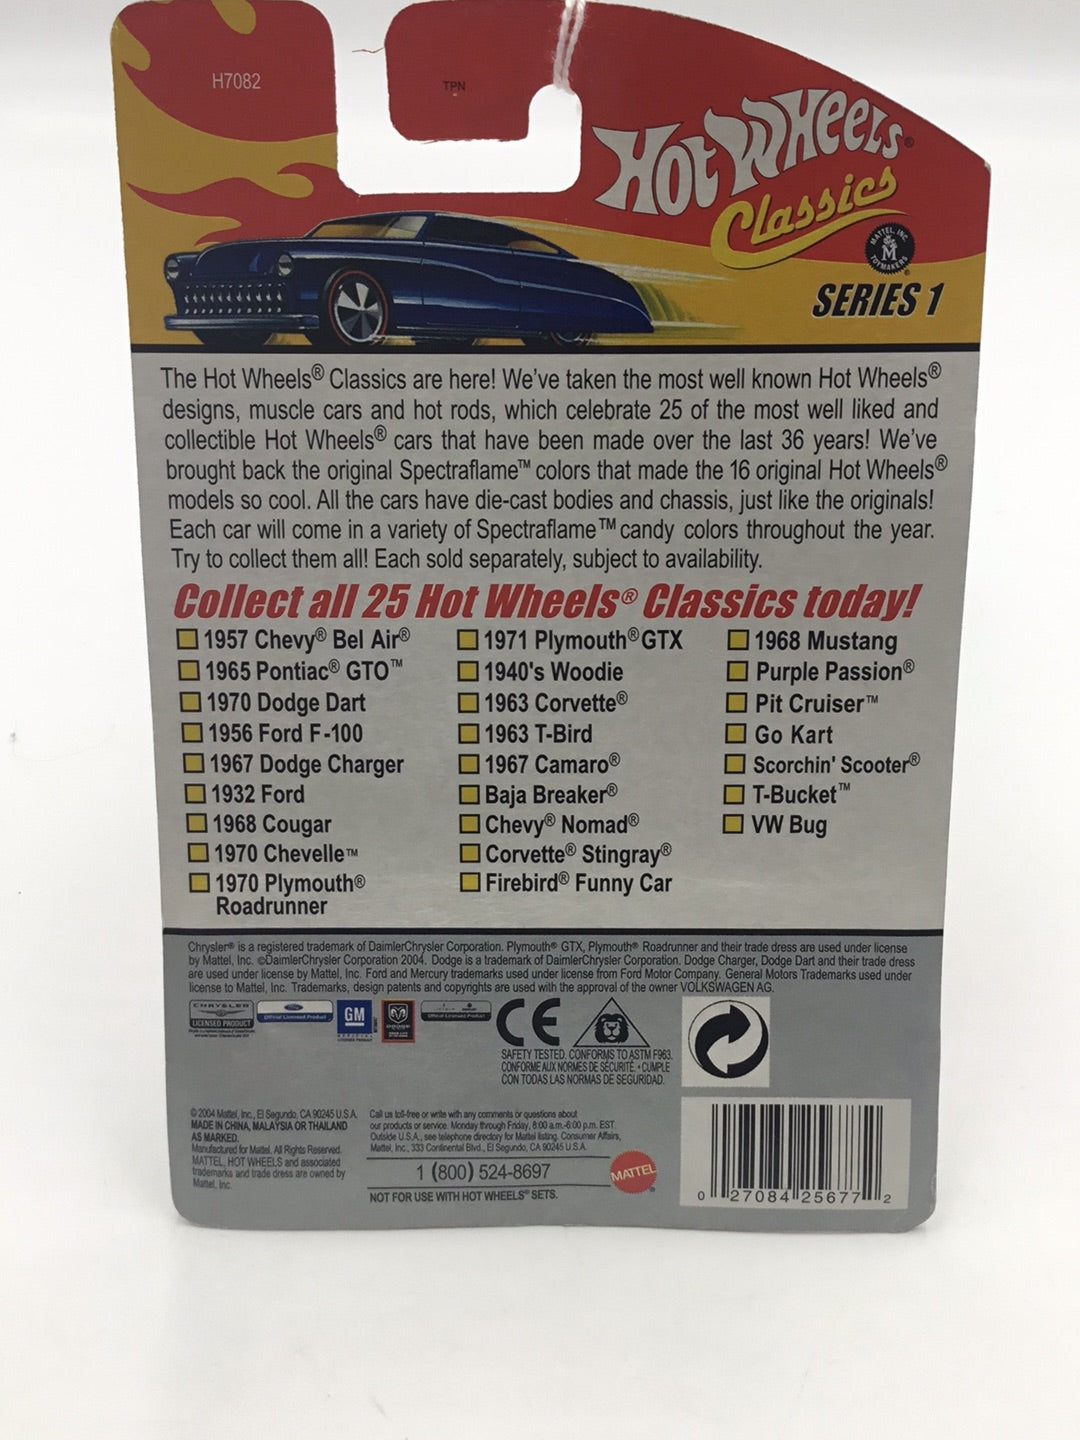 H7082
TPN
HOT WHEELS®
Classics
MATTEL, INC.
M
TOYMAKERS
SERIES 1
The Hot Wheels® Classics are here! We've taken the most well known Hot Wheels®
designs, muscle cars and hot rods, which celebrate 25 of the most well liked and
collectible Hot Wheels® cars that have been made over the last 36 years! We've
brought back the original Spectraflame™ colors that made the 16 original Hot Wheels®
models so cool. All the cars have die-cast bodies and chassis, just like the originals!
Each car will come in a variety of Spectraflame™ candy colors throughout the year.
Try to collect them all! Each sold separately, subject to availability.
Collect all 25 Hot Wheels® Classics today!
1957 Chevy® Bel Air®
1965 Pontiac® GTO™
1970 Dodge Dart
1956 Ford F-100
1967 Dodge Charger
1932 Ford
1968 Cougar
1970 Chevelle™
1970 Plymouth®
Roadrunner
1971 Plymouth® GTX
1940's Woodie
1963 Corvette®
1963 T-Bird
1967 Camaro®
Baja Breaker®
Chevy® Nomad®
Corvette® Stingray®
Firebird® Funny Car
1968 Mustang
Purple Passion®
Pit Cruiser™
Go Kart
Scorchin' Scooter®
T-Bucket™
VW Bug
Chrysler® is a registered trademark of DaimlerChrysler Corporation. Plymouth® GTX, Plymouth® Roadrunner and their trade dress are used under license
by Mattel, Inc. ©DaimlerChrysler Corporation 2004. Dodge is a trademark of DaimlerChrysler Corporation. Dodge Charger, Dodge Dart and their trade dress
are used under license by Mattel, Inc. Ford and Mercury trademarks used under license from Ford Motor Company. General Motors Trademarks used under
license to Mattel, Inc. Trademarks, design patents and copyrights are used with the approval of the owner VOLKSWAGEN AG.
CHRYSLER
LICENSED PRODUCT
Official Licensed Product
GM
DODGE
Official Licensed Product
CE
SAFETY TESTED. CONFORMS TO ASTM F963.
CONFORME AUX NORMES DE SÉCURITÉ. • CUMPLE
CON TODAS LAS NORMAS DE SEGURIDAD.
© 2004 Mattel, Inc., El Segundo, CA 90245 U.S.A.
MADE IN CHINA, MALAYSIA OR THAILAND
AS MARKED.
Manufactured for Mattel. All Rights Reserved.
MATTEL, HOT WHEELS and associated
trademarks and trade dress are owned by
Mattel, Inc.
Call us toll-free or write with any comments or questions about
our products or service. Monday through Friday, 8:00 a.m.-6:00 p.m. EST.
Outside U.S.A., see telephone directory for Mattel listing. Consumer Affairs,
Mattel, Inc., 333 Continental Blvd., El Segundo, CA 90245 U.S.A.
1 (800) 524-8697
NOT FOR USE WITH HOT WHEELS® SETS.
MATTEL®
0 27084 25677 2